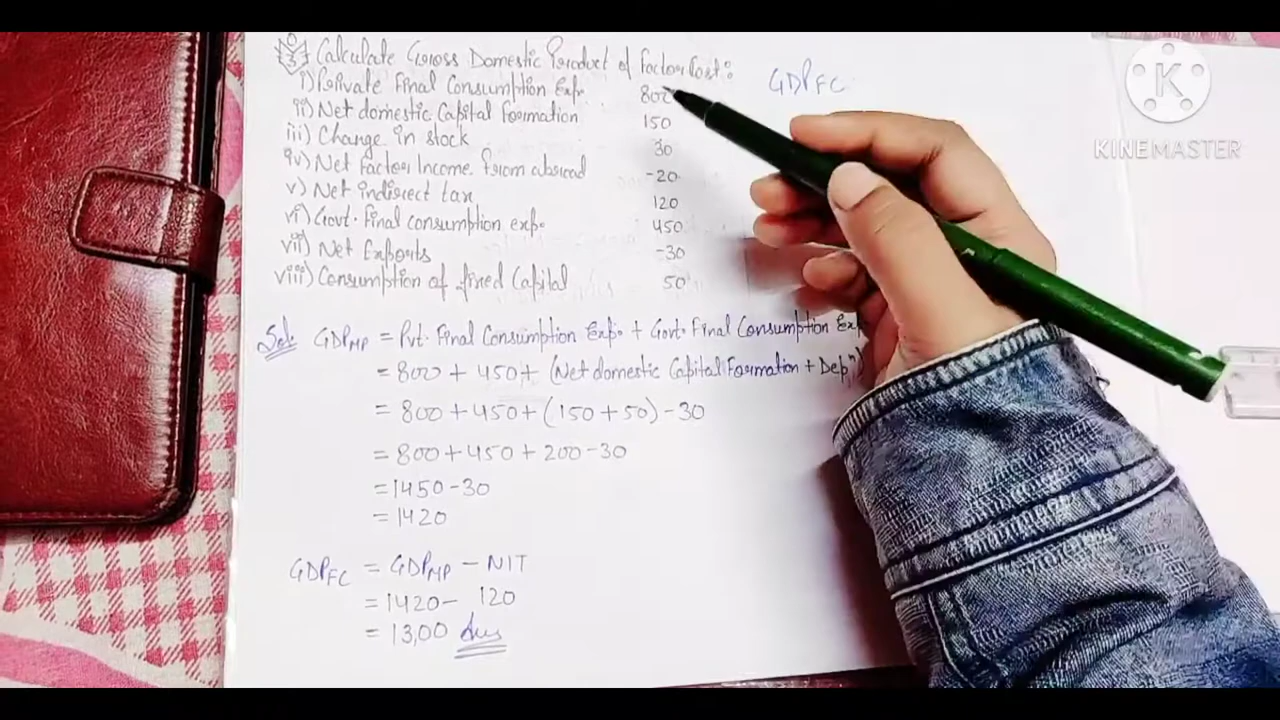 Calculate Gross Domestic Product of factor Cost:
GDPFC
i) Private Final Consumption Exp. 800
ii) Net domestic Capital Formation 150
iii) Change in stock 30
iv) Net factor Income from abroad -20
v) Net indirect tax 120
vi) Govt. Final consumption exp. 450
vii) Net Exports -30
viii) Consumption of fixed Capital 50
Sol: GDPMP = Pvt. Final Consumption Exp. + Govt. Final Consumption Exp
= 800 + 450 + (Net domestic Capital Formation + Depn)
= 800 + 450 + (150 + 50) - 30
= 800 + 450 + 200 - 30
= 1450 - 30
= 1420
GDPFC = GDPMP - NIT
= 1420 - 120
= 13,00 Ans
K
KINEMASTER